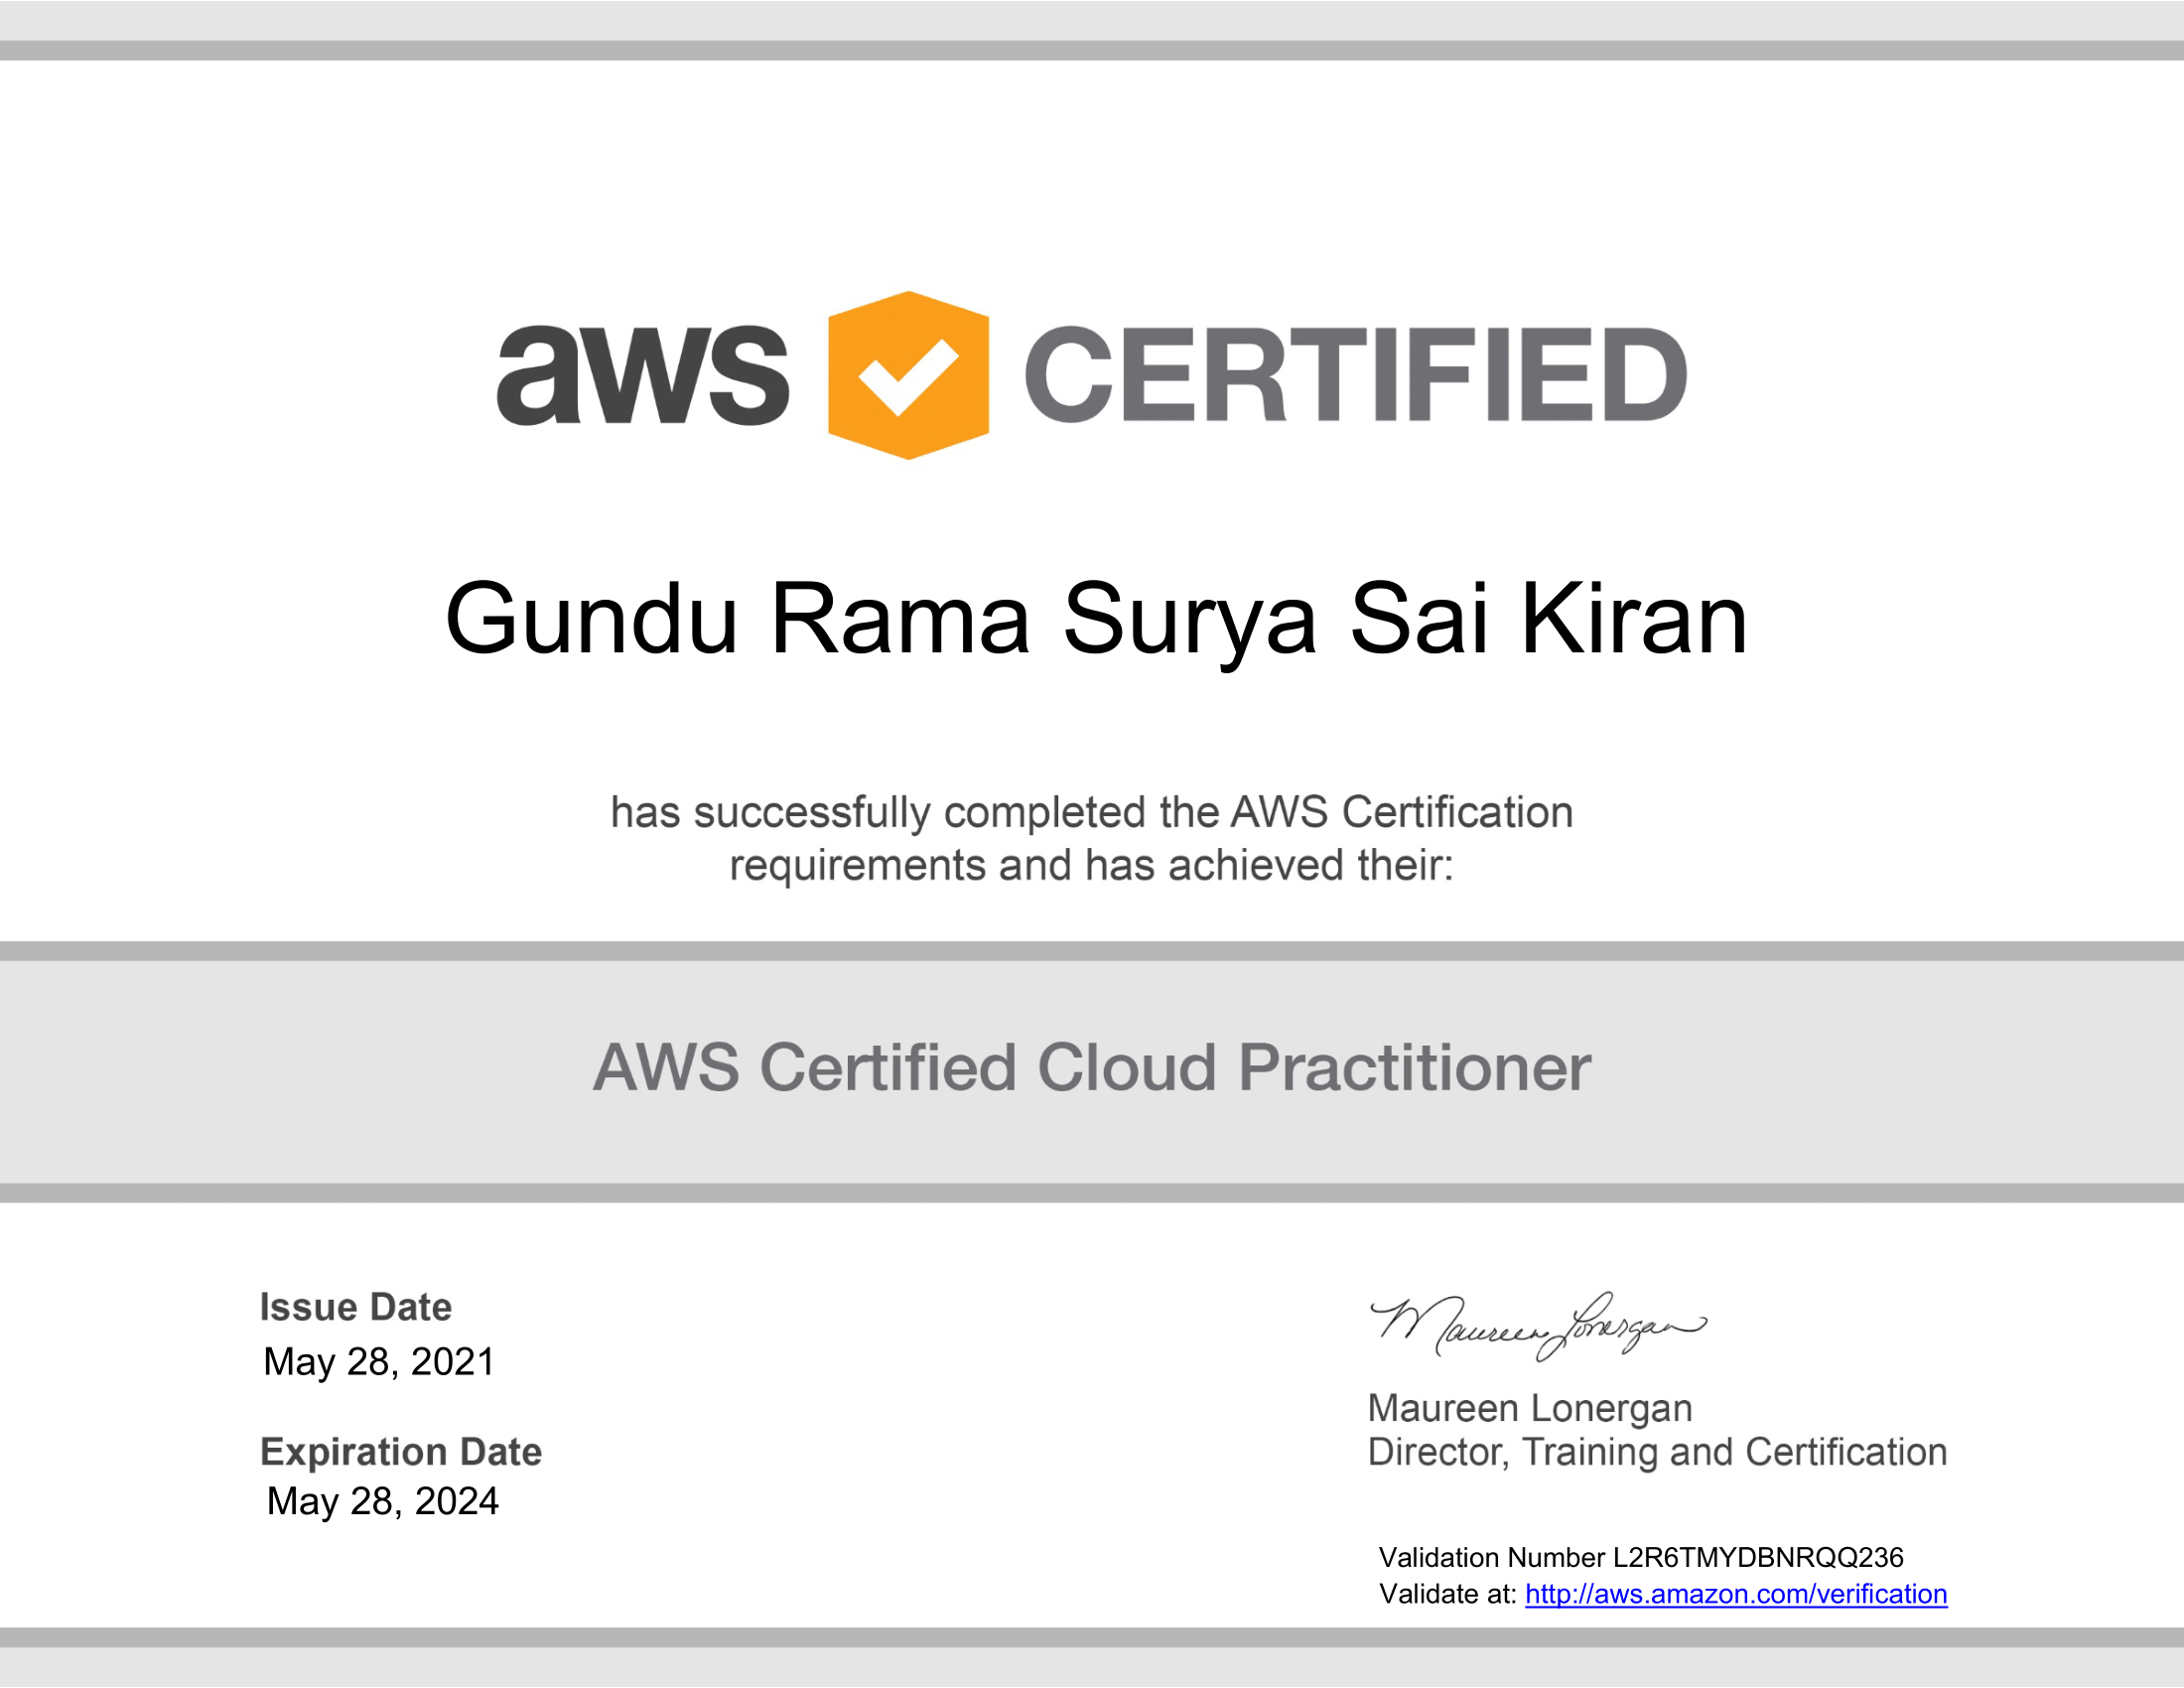 aws CERTIFIED
Gundu Rama Surya Sai Kiran
has successfully completed the AWS Certification
requirements and has achieved their:
AWS Certified Cloud Practitioner
Issue Date
May 28, 2021
Expiration Date
May 28, 2024
Maureen Lonergan
Maureen Lonergan
Director, Training and Certification
Validation Number L2R6TMYDBNRQQ236
Validate at: http://aws.amazon.com/verification